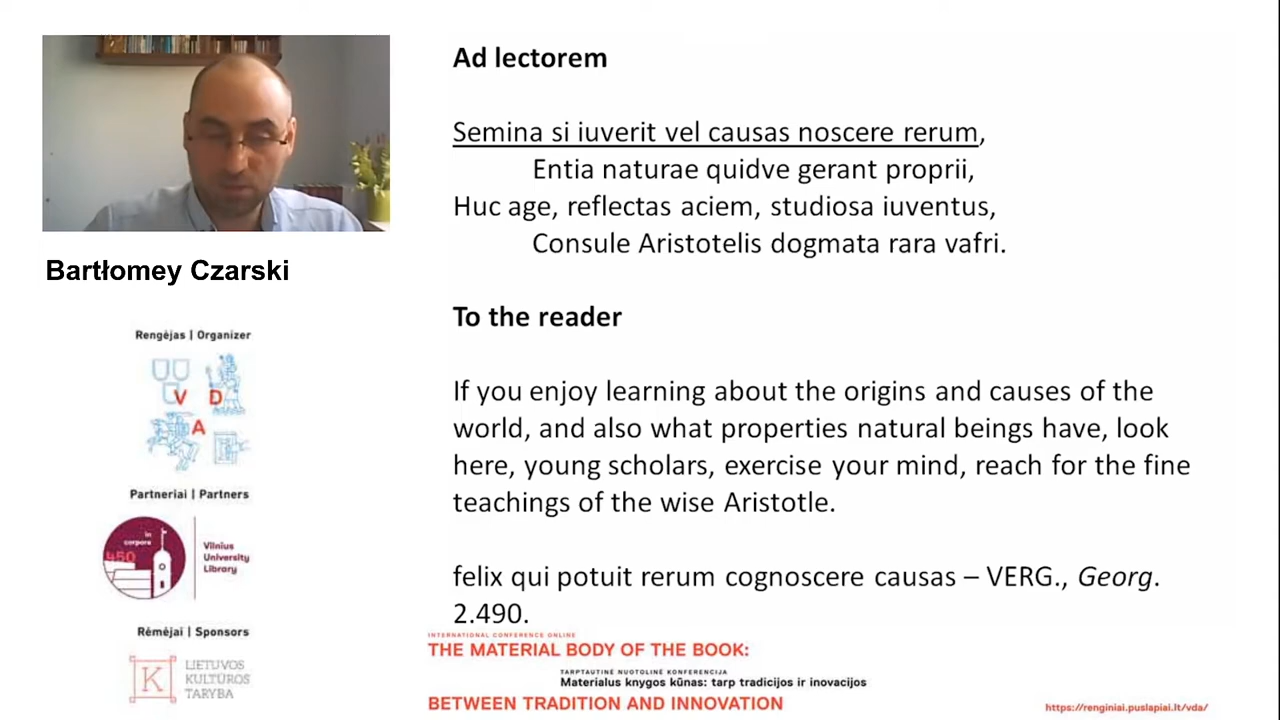 Ad lectorem
Semina si iuverit vel causas noscere rerum,
Entia naturae quidve gerant proprii,
Huc age, reflectas aciem, studiosa iuventus,
Consule Aristotelis dogmata rara vafri.
To the reader
If you enjoy learning about the origins and causes of the
world, and also what properties natural beings have, look
here, young scholars, exercise your mind, reach for the fine
teachings of the wise Aristotle.
felix qui potuit rerum cognoscere causas – VERG., Georg.
2.490.
Bartłomey Czarski
Rengėjas | Organizer
V D
A
Partneriai | Partners
in
corpore
450
Vilnius
University
Library
Rėmėjai | Sponsors
K
LIETUVOS
KULTŪROS
TARYBA
INTERNATIONAL CONFERENCE ONLINE
THE MATERIAL BODY OF THE BOOK:
TARPTAUTINĖ NUOTOLINĖ KONFERENCIJA
Materialus knygos kūnas: tarp tradicijos ir inovacijos
BETWEEN TRADITION AND INNOVATION
https://renginiai.puslapiai.lt/vda/